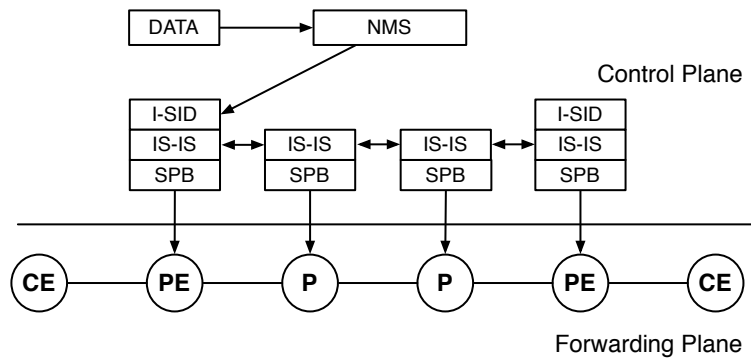 DATA
NMS
Control Plane
I-SID
I-SID
IS-IS
IS-IS
IS-IS
IS-IS
SPB
SPB
SPB
SPB
CE
PE
P
P
PE
CE
Forwarding Plane